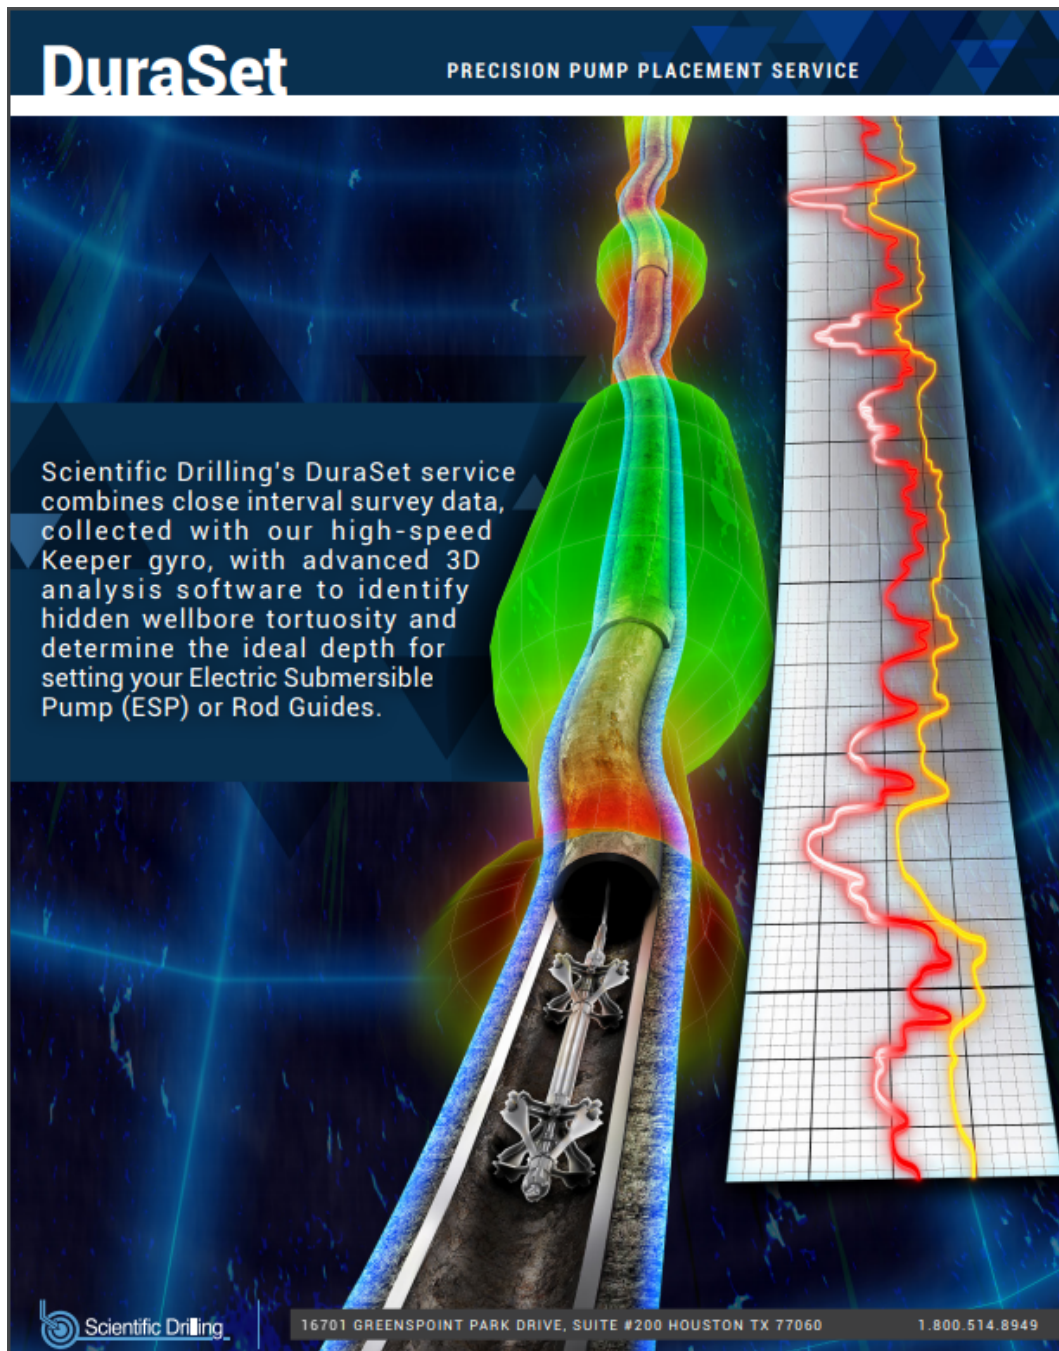 DuraSet
PRECISION PUMP PLACEMENT SERVICE
Scientific Drilling's DuraSet service
combines close interval survey data,
collected with our high-speed
Keeper gyro, with advanced 3D
analysis software to identify
hidden wellbore tortuosity and
determine the ideal depth for
setting your Electric Submersible
Pump (ESP) or Rod Guides.
Scientific Drilling
16701 GREENSPOINT PARK DRIVE, SUITE #200 HOUSTON TX 77060
1.800.514.8949